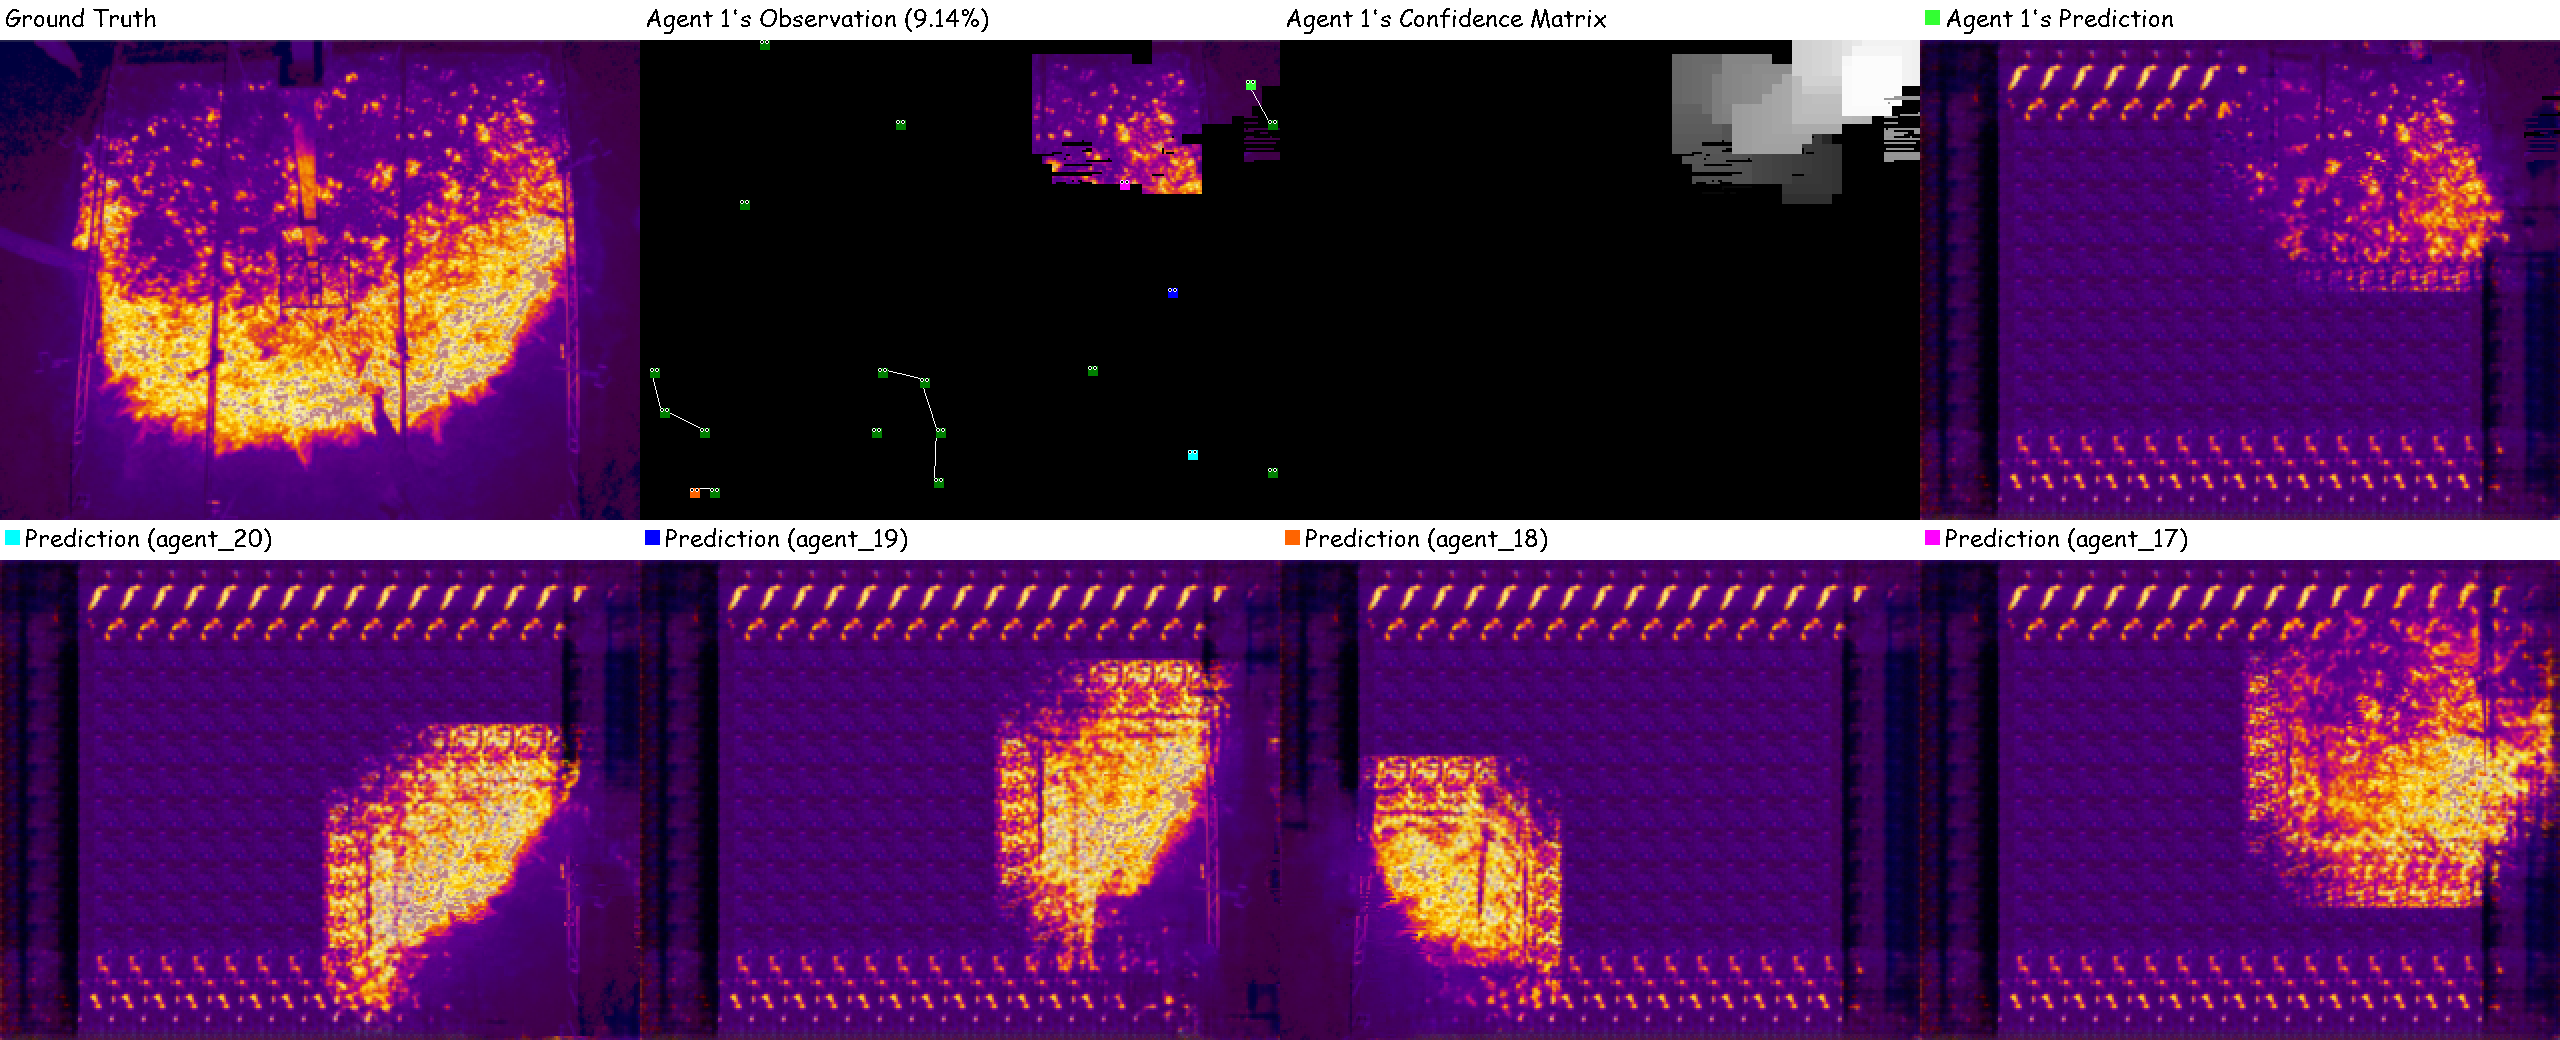 Ground Truth
Agent 1's Observation (9.14%)
Agent 1's Confidence Matrix
Agent 1's Prediction
Prediction (agent_20)
Prediction (agent_19)
Prediction (agent_18)
Prediction (agent_17)